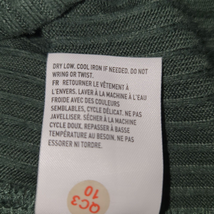 DRY LOW, COOL IRON IF NEEDED, DO NOT
WRING OR TWIST.
FR RETOURNER LE VÊTEMENT À
L'ENVERS. LAVER À LA MACHINE À L'EAU
FROIDE AVEC DES COULEURS
SEMBLABLES, CYCLE DÉLICAT. NE PAS
JAVELLISER. SÉCHER À LA MACHINE
CYCLE DOUX, REPASSER À BASSE
TEMPÉRATURE AU BESOIN. NE PAS
ESSORER NI TORDRE.
QC3
10